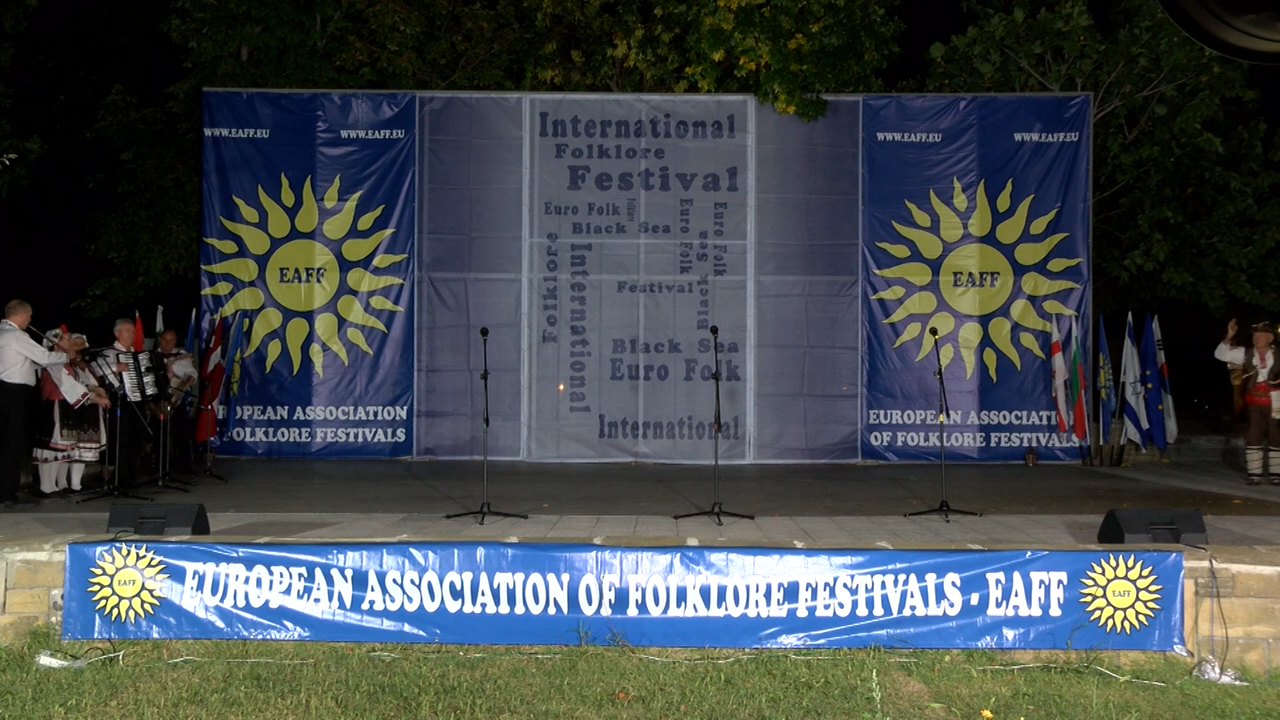 WWW.EAFF.EU
WWW.EAFF.EU
EAFF
ROPEAN ASSOCIATION
FOLKLORE FESTIVALS
International
Folklore
Festival
Euro Folk
Black Sea
Folklore
International
Euro Folk
Black Sea
Euro Folk
Festival
Black Sea
Euro Folk
International
WWW.EAFF.EU
WWW.EAFF.EU
EAFF
EUROPEAN ASSOCIATION
OF FOLKLORE FESTIVALS
EAFF
EUROPEAN ASSOCIATION OF FOLKLORE FESTIVALS - EAFF
EAFF